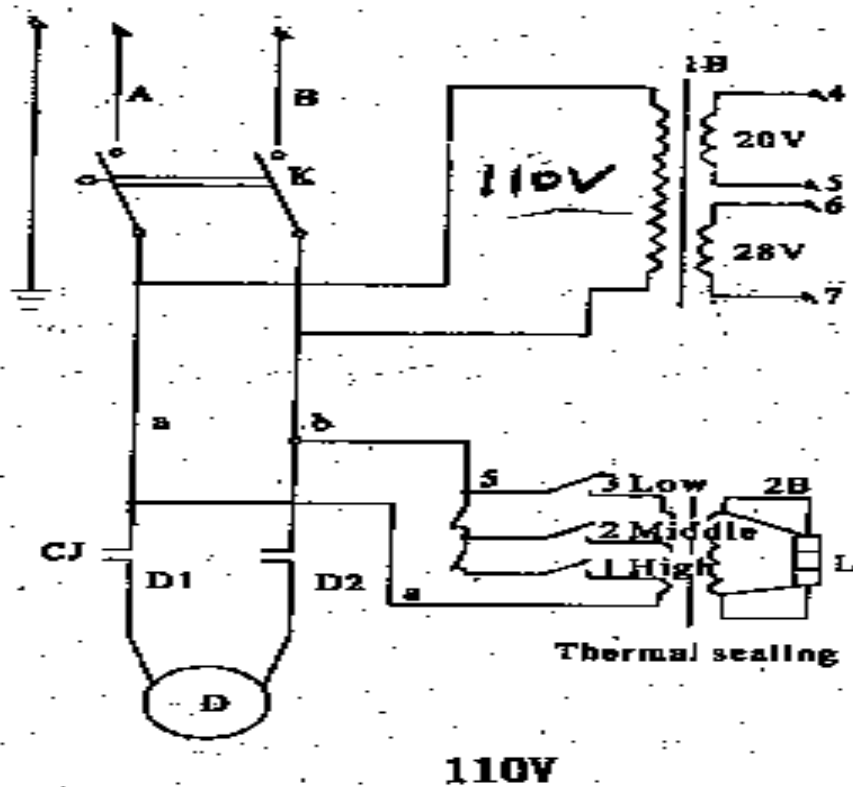 1B
A
B
4
20V
5
6
K
110V
28V
7
a
b
5
3 Low
2B
2 Middle
CJ
1 High
L
D1
D2
a
Thermal sealing
D
110V